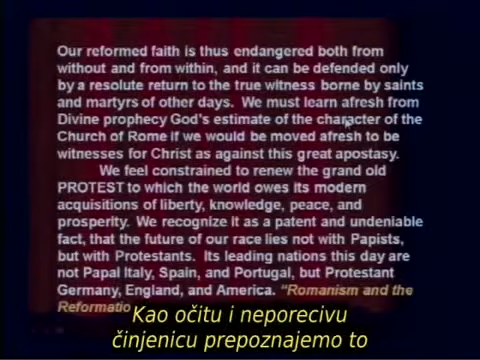 Our reformed faith is thus endangered both from
without and from within, and it can be defended only
by a resolute return to the true witness borne by saints
and martyrs of other days. We must learn afresh from
Divine prophecy God's estimate of the character of the
Church of Rome if we would be moved afresh to be
witnesses for Christ as against this great apostasy.
We feel constrained to renew the grand old
PROTEST to which the world owes its modern
acquisitions of liberty, knowledge, peace, and
prosperity. We recognize it as a patent and undeniable
fact, that the future of our race lies not with Papists,
but with Protestants. Its leading nations this day are
not Papal Italy, Spain, and Portugal, but Protestant
Germany, England, and America. "Romanism and the
Reformatio
Kao očitu i neporecivu
činjenicu prepoznajemo to